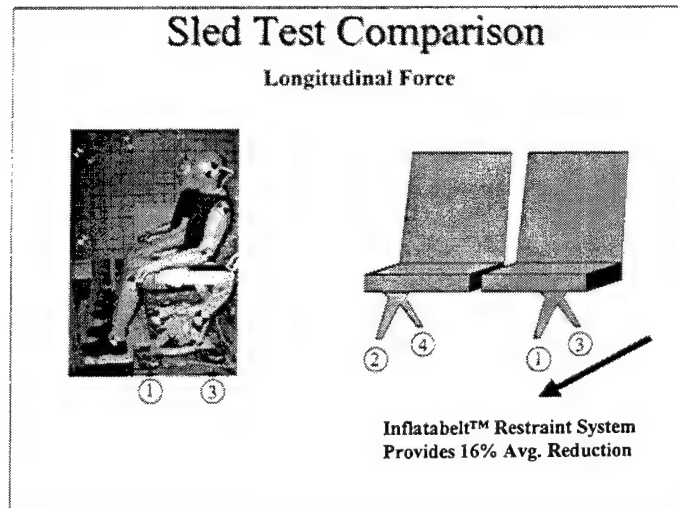 Sled Test Comparison
Longitudinal Force
1 3
2 4 1 3
Inflatabelt™ Restraint System
Provides 16% Avg. Reduction